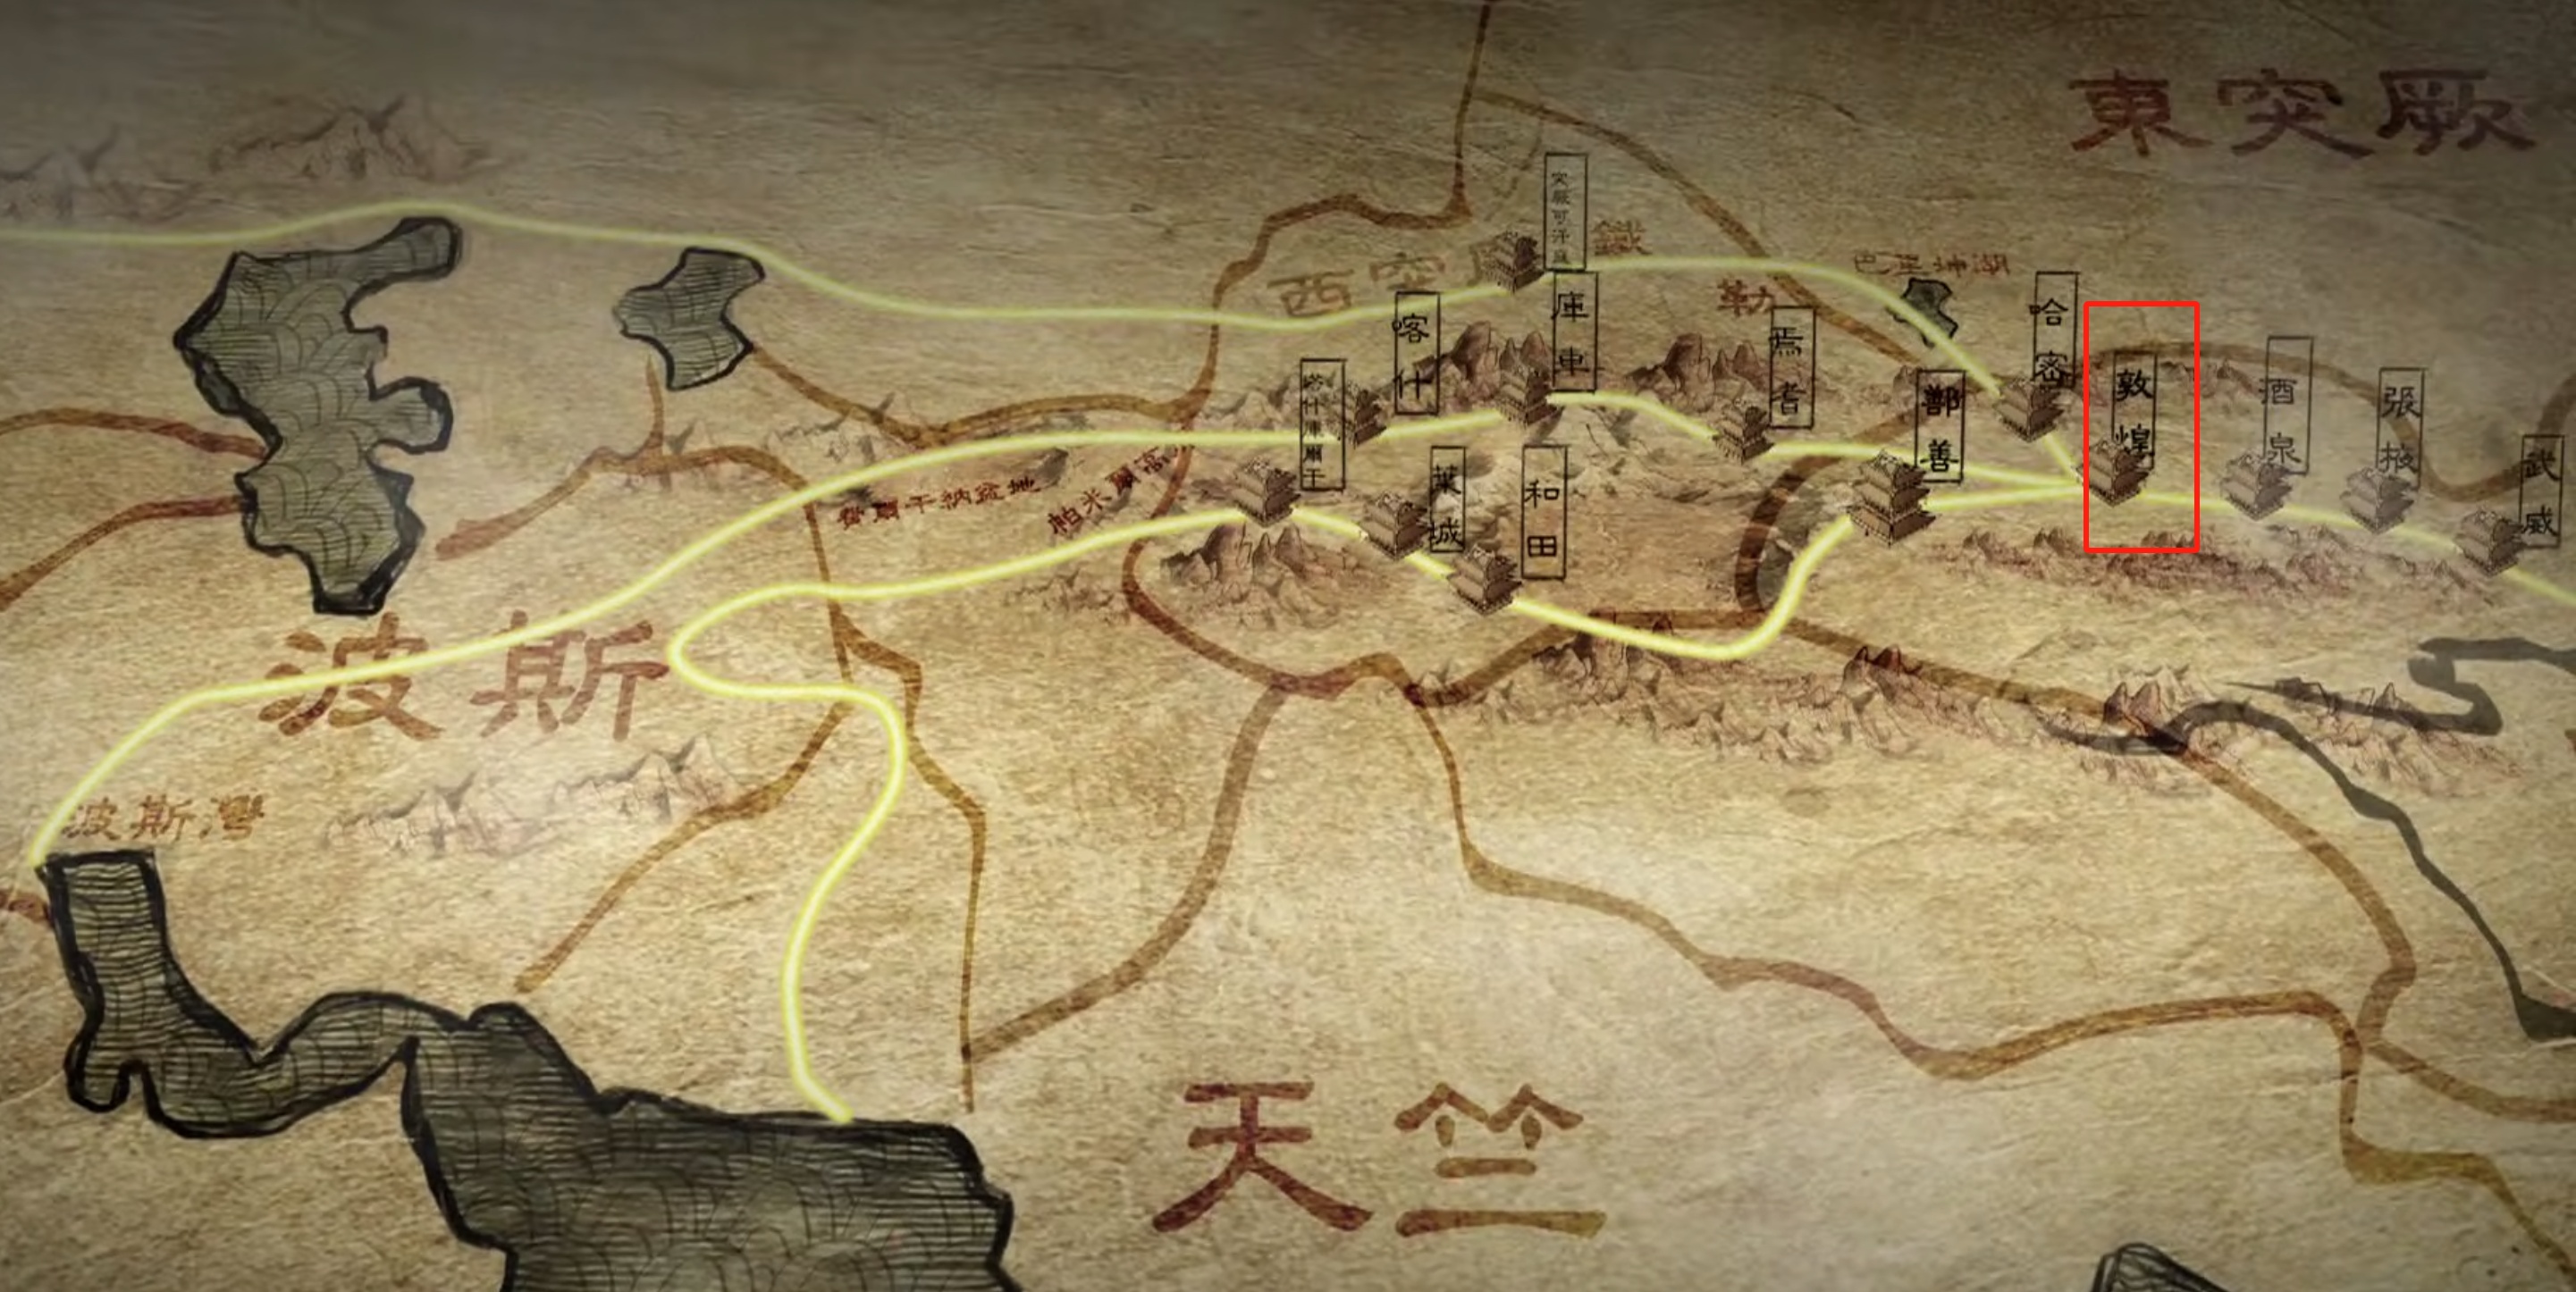 東突厥
西突厥
鐵
勒
突厥可汗庭
巴里坤湖
哈密
庫車
喀什
焉耆
敦煌
酒泉
張掖
武威
鄯善
塔什庫爾干
葉城
和田
費爾干納盆地
帕米爾高
波斯
波斯灣
天竺